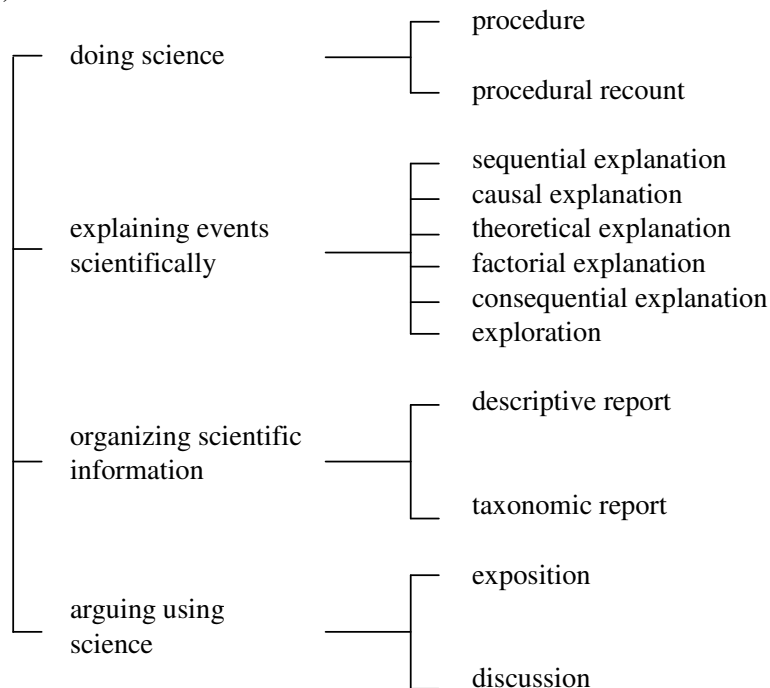 procedure
doing science
procedural recount
sequential explanation
causal explanation
explaining events
scientifically
theoretical explanation
factorial explanation
consequential explanation
exploration
descriptive report
organizing scientific
information
taxonomic report
exposition
arguing using
science
discussion